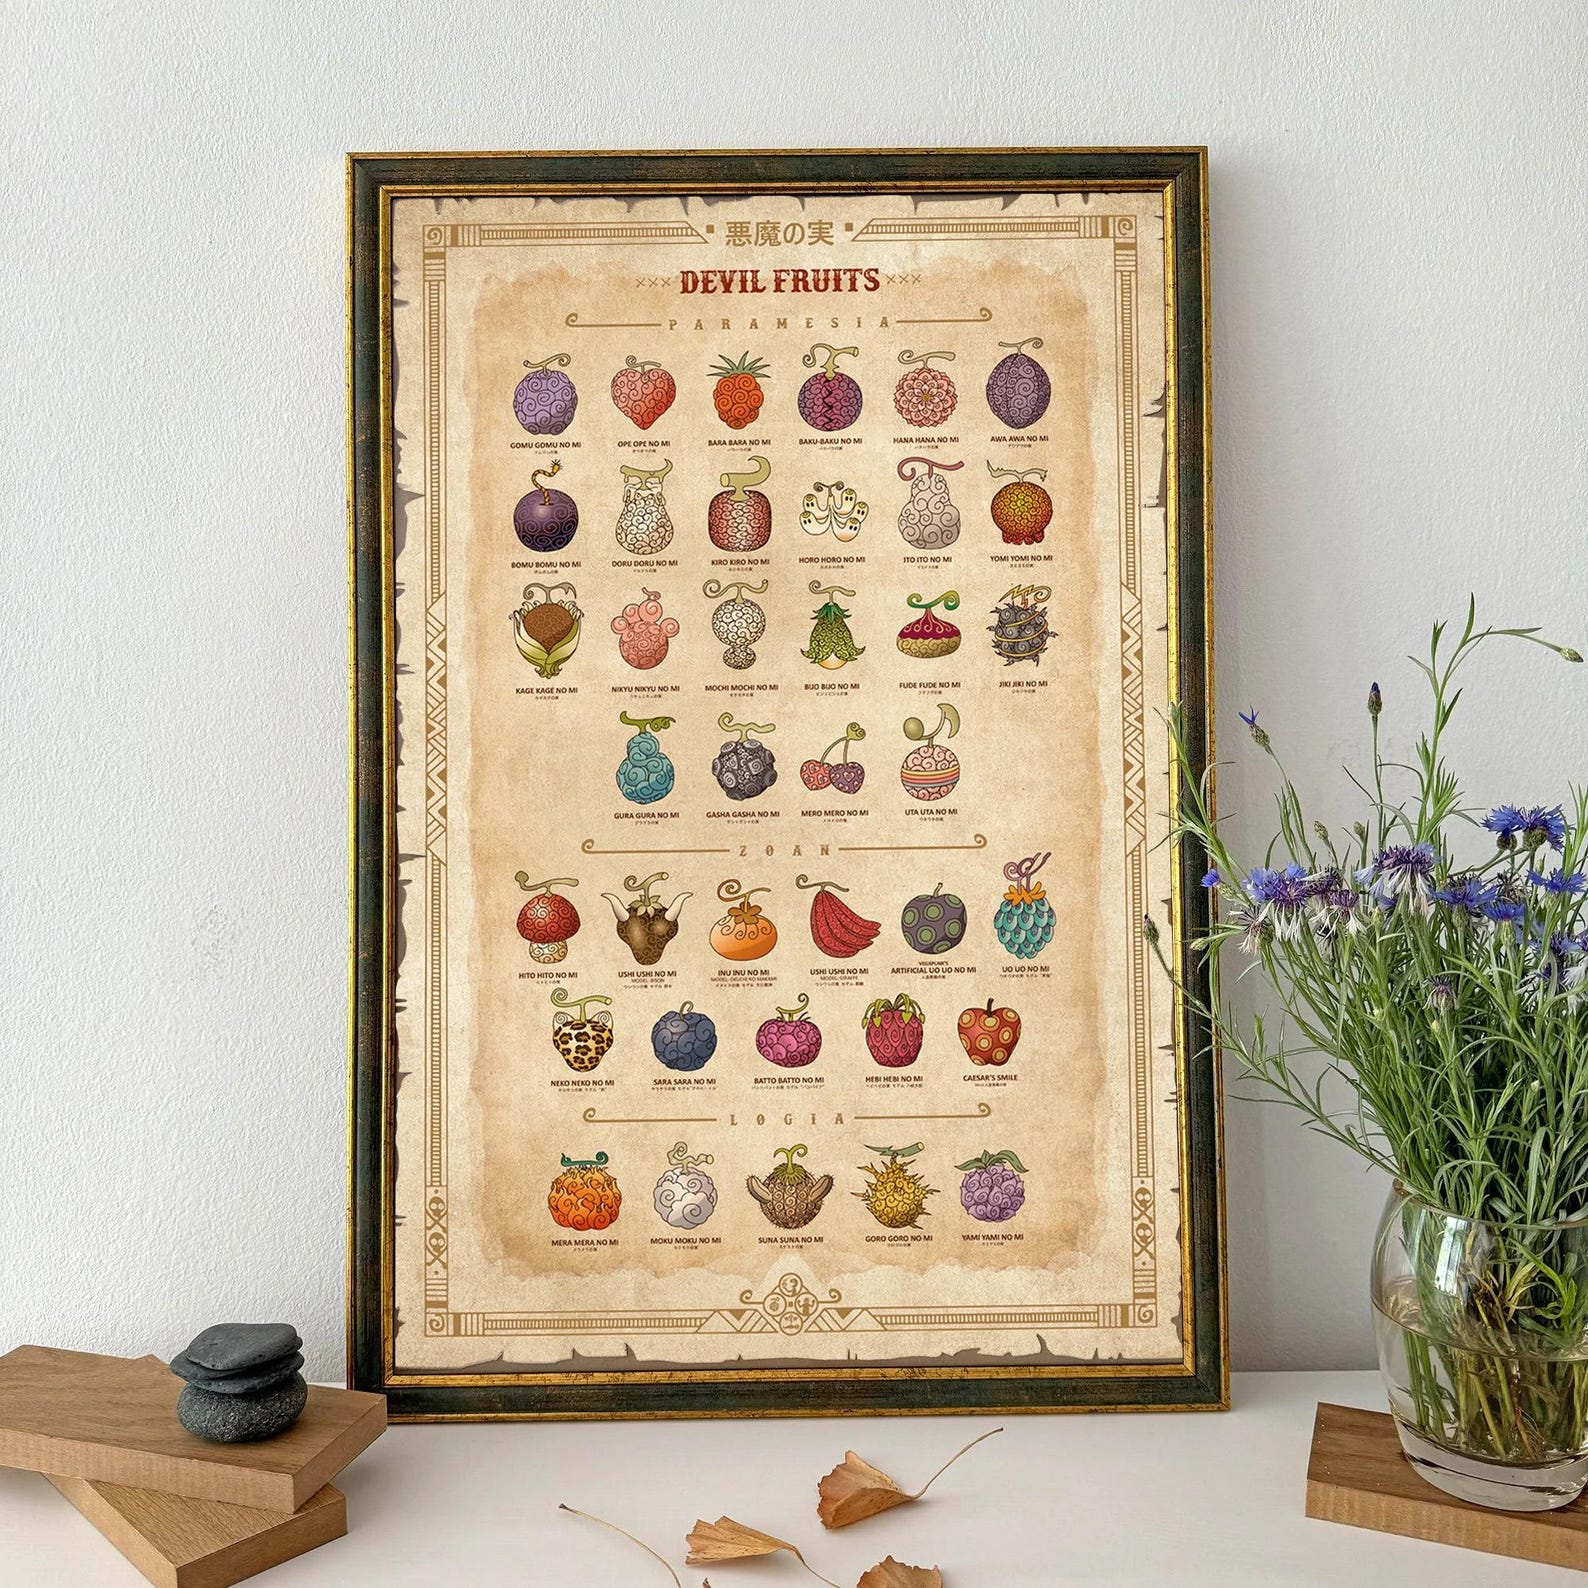 悪魔の実
DEVIL FRUITS
PARAMESIA
GOMU GOMU NO MI
OPE OPE NO MI
BARA BARA NO MI
BAKU-BAKU NO MI
HANA HANA NO MI
AWA AWA NO MI
BOMU BOMU NO MI
DORU DORU NO MI
KIRO KIRO NO MI
HORO HORO NO MI
ITO ITO NO MI
YOMI YOMI NO MI
KAGE KAGE NO MI
NIKYU NIKYU NO MI
MOCHI MOCHI NO MI
BIJO BIJO NO MI
FUDE FUDE NO MI
JIKI JIKI NO MI
GURA GURA NO MI
GASHA GASHA NO MI
MERO MERO NO MI
UTA UTA NO MI
ZOAN
HITO HITO NO MI
USHI USHI NO MI
MODEL: BISON
INU INU NO MI
USHI USHI NO MI
MODEL: GIRAFFE
VEGAPUNK'S
ARTIFICIAL UO UO NO MI
UO UO NO MI
NEKO NEKO NO MI
SARA SARA NO MI
BATTO BATTO NO MI
HEBI HEBI NO MI
CAESAR'S SMILE
LOGIA
MERA MERA NO MI
MOKU MOKU NO MI
SUNA SUNA NO MI
GORO GORO NO MI
YAMI YAMI NO MI